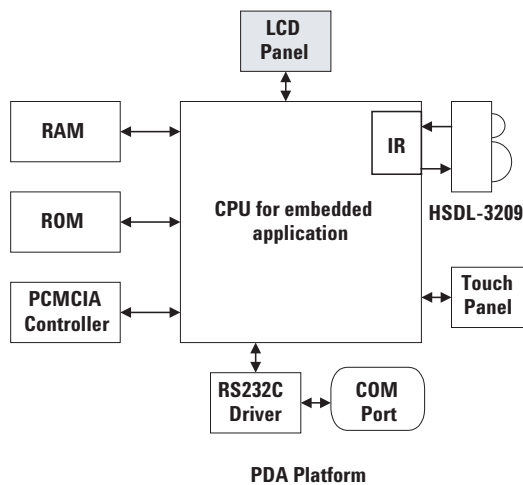 LCD
Panel
RAM
IR
ROM
CPU for embedded
application
HSDL-3209
PCMCIA
Controller
Touch
Panel
RS232C
Driver
COM
Port
PDA Platform